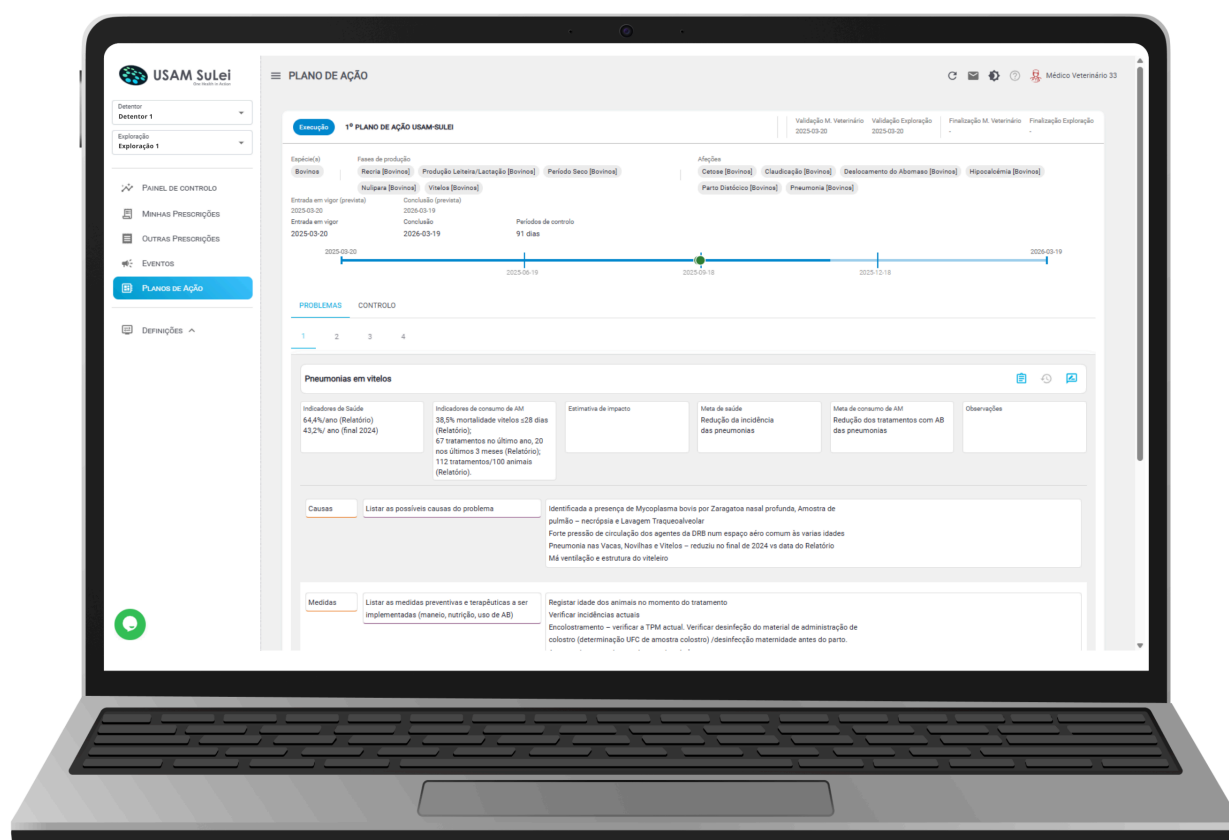 USAM SuLei
One Health in Action
PLANO DE AÇÃO
Médico Veterinário 33
Detentor
Detentor 1
Exploração
Exploração 1
PAINEL DE CONTROLO
MINHAS PRESCRIÇÕES
OUTRAS PRESCRIÇÕES
EVENTOS
PLANOS DE AÇÃO
DEFINIÇÕES
Execução
1º PLANO DE AÇÃO USAM-SULEI
Validação M. Veterinário
2025-03-20
Validação Exploração
2025-03-20
Finalização M. Veterinário
-
Finalização Exploração
-
Espécie(s)
Bovinos
Fases de produção
Recria [Bovinos] Produção Leiteira/Lactação [Bovinos] Período Seco [Bovinos]
Nulípara [Bovinos] Vitelos [Bovinos]
Afeções
Cetose [Bovinos] Claudicação [Bovinos] Deslocamento do Abomaso [Bovinos] Hipocalcémia [Bovinos]
Parto Distócico [Bovinos] Pneumonia [Bovinos]
Entrada em vigor (prevista) Conclusão (prevista)
2025-03-20 2026-03-19
Entrada em vigor Conclusão Períodos de controlo
2025-03-20 2026-03-19 91 dias
2025-03-20 2026-03-19
2025-06-19 2025-09-18 2025-12-18
PROBLEMAS CONTROLO
1 2 3 4
Pneumonias em vitelos
Indicadores de Saúde
64,4%/ano (Relatório)
43,2%/ ano (final 2024)
Indicadores de consumo de AM
38,5% mortalidade vitelos ≤28 dias
(Relatório);
67 tratamentos no último ano, 20
nos últimos 3 meses (Relatório);
112 tratamentos/100 animais
(Relatório).
Estimativa de impacto
Meta de saúde
Redução da incidência
das pneumonias
Meta de consumo de AM
Redução dos tratamentos com AB
das pneumonias
Observações
Causas
Listar as possíveis causas do problema
Identificada a presença de Mycoplasma bovis por Zaragatoa nasal profunda, Amostra de
pulmão – necrópsia e Lavagem Traqueoalveolar
Forte pressão de circulação dos agentes da DRB num espaço aéro comum às varias idades
Pneumonia nas Vacas, Novilhas e Vitelos – reduziu no final de 2024 vs data do Relatório
Má ventilação e estrutura do viteleiro
Medidas
Listar as medidas preventivas e terapêuticas a ser
implementadas (maneio, nutrição, uso de AB)
Registar idade dos animais no momento do tratamento
Verificar incidências actuais
Encolostramento – verificar a TPM actual. Verificar desinfeção do material de administração de
colostro (determinação UFC de amostra colostro) /desinfecção maternidade antes do parto.